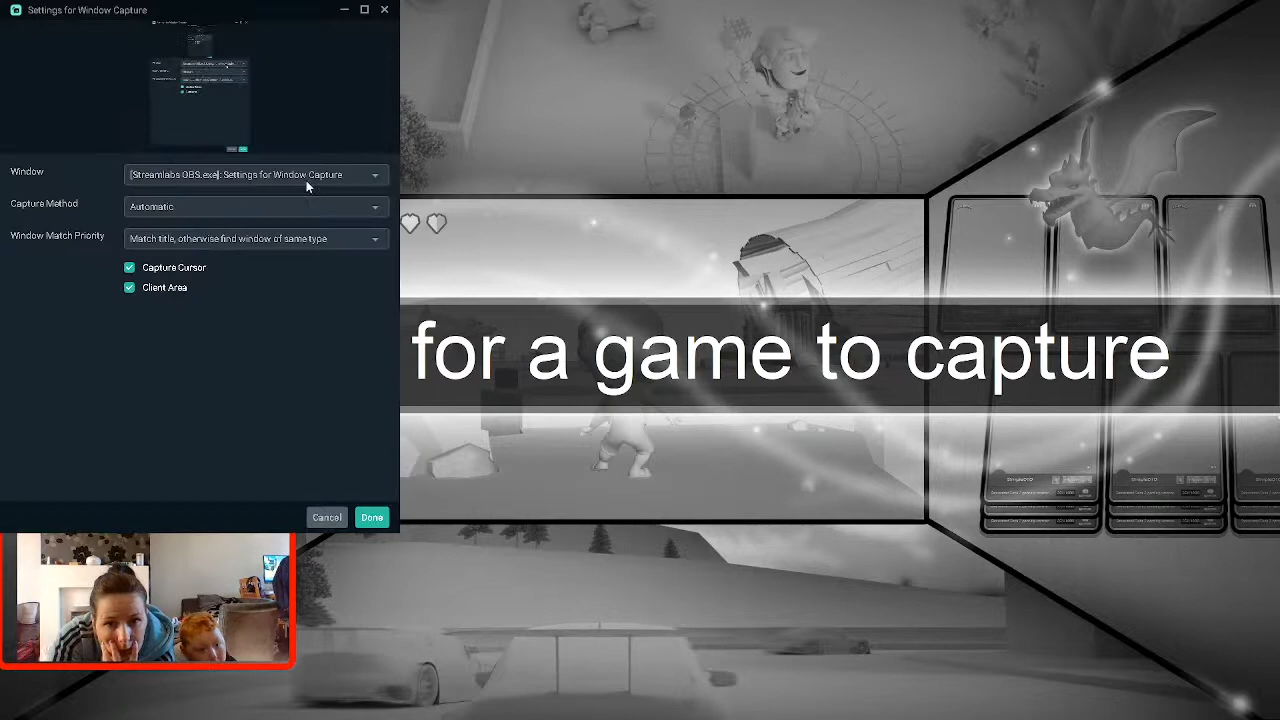 Settings for Window Capture
Window
[Streamlabs OBS.exe]: Settings for Window Capture
Capture Method
Automatic
Window Match Priority
Match title, otherwise find window of same type
Capture Cursor
Client Area
for a game to capture
Cancel
Done